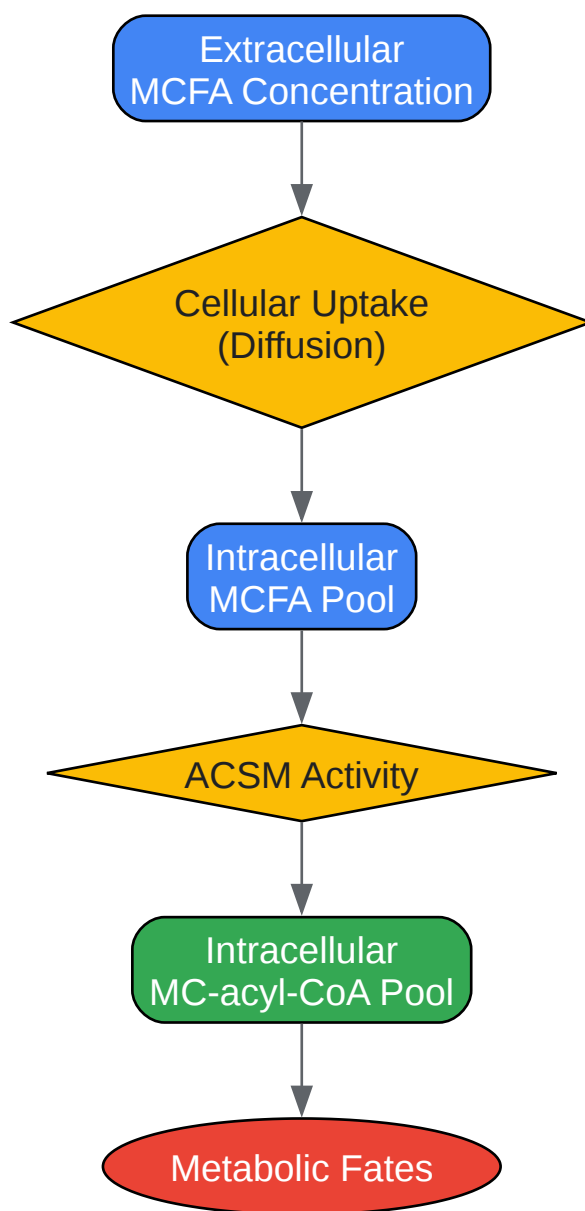 Extracellular
MCFA Concentration
Cellular Uptake
(Diffusion)
Intracellular
MCFA Pool
ACSM Activity
Intracellular
MC-acyl-CoA Pool
Metabolic Fates